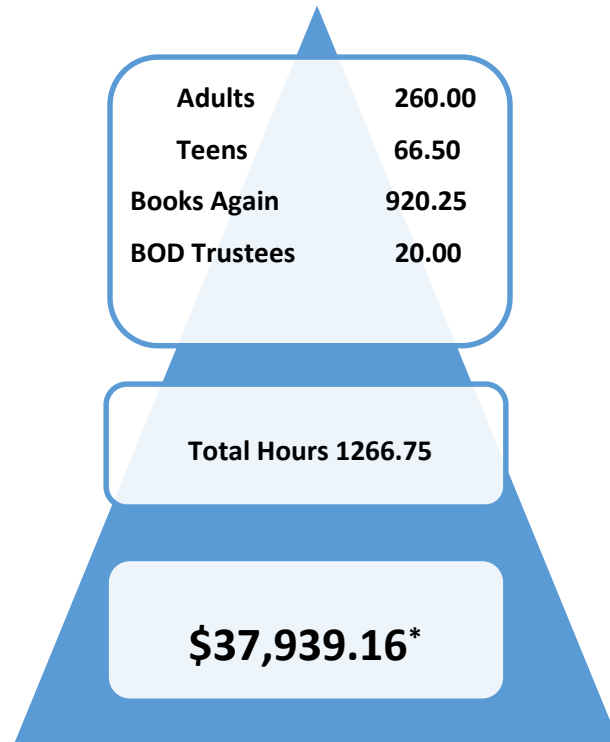 Adults 260.00
Teens 66.50
Books Again 920.25
BOD Trustees 20.00
Total Hours 1266.75
$37,939.16*